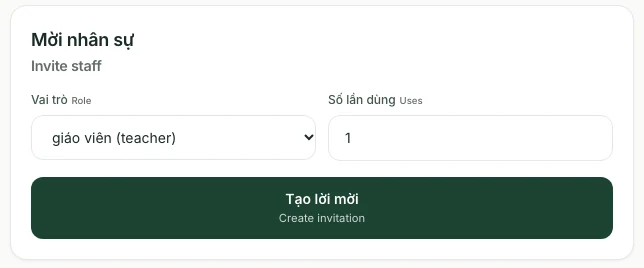 Mời nhân sự
Invite staff
Vai trò Role
Số lần dùng Uses
giáo viên (teacher)
1
Tạo lời mời
Create invitation